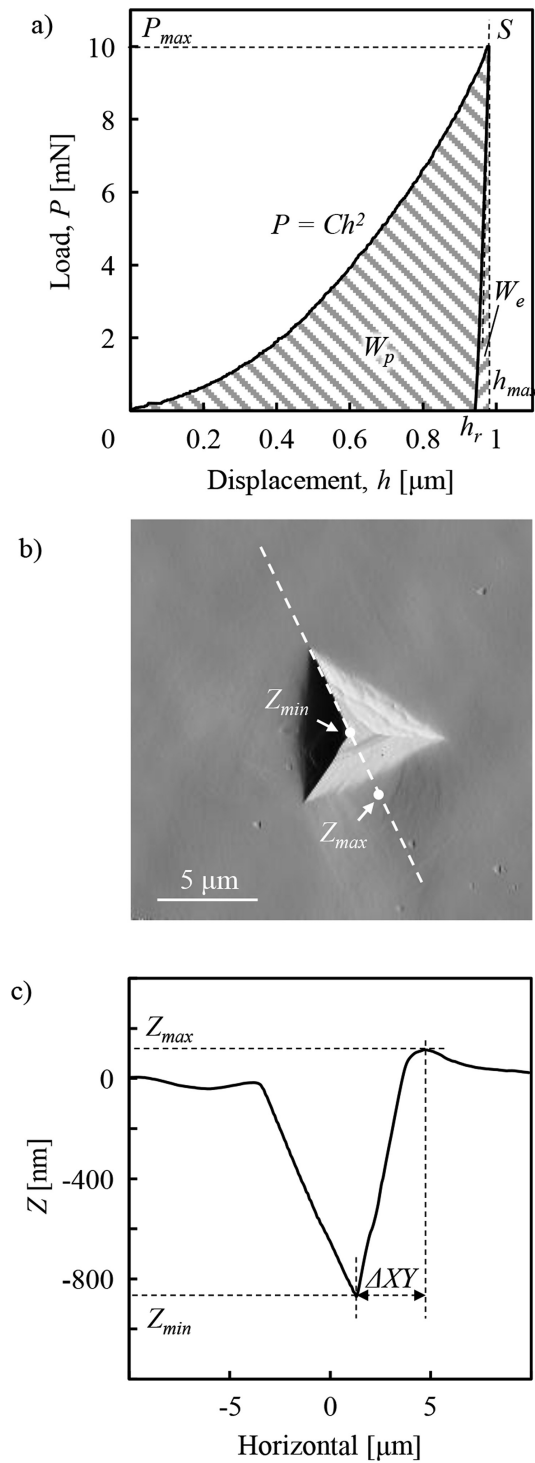 a)
P_max
S
10
8
6
4
2
0
Load, P [mN]
P = Ch²
W_p
W_e
h_max
h_r
0.2 0.4 0.6 0.8 1
Displacement, h [μm]
b)
Z_min
Z_max
5 μm
c)
Z_max
0
-400
-800
Z [nm]
ΔXY
Z_min
-5 0 5
Horizontal [μm]